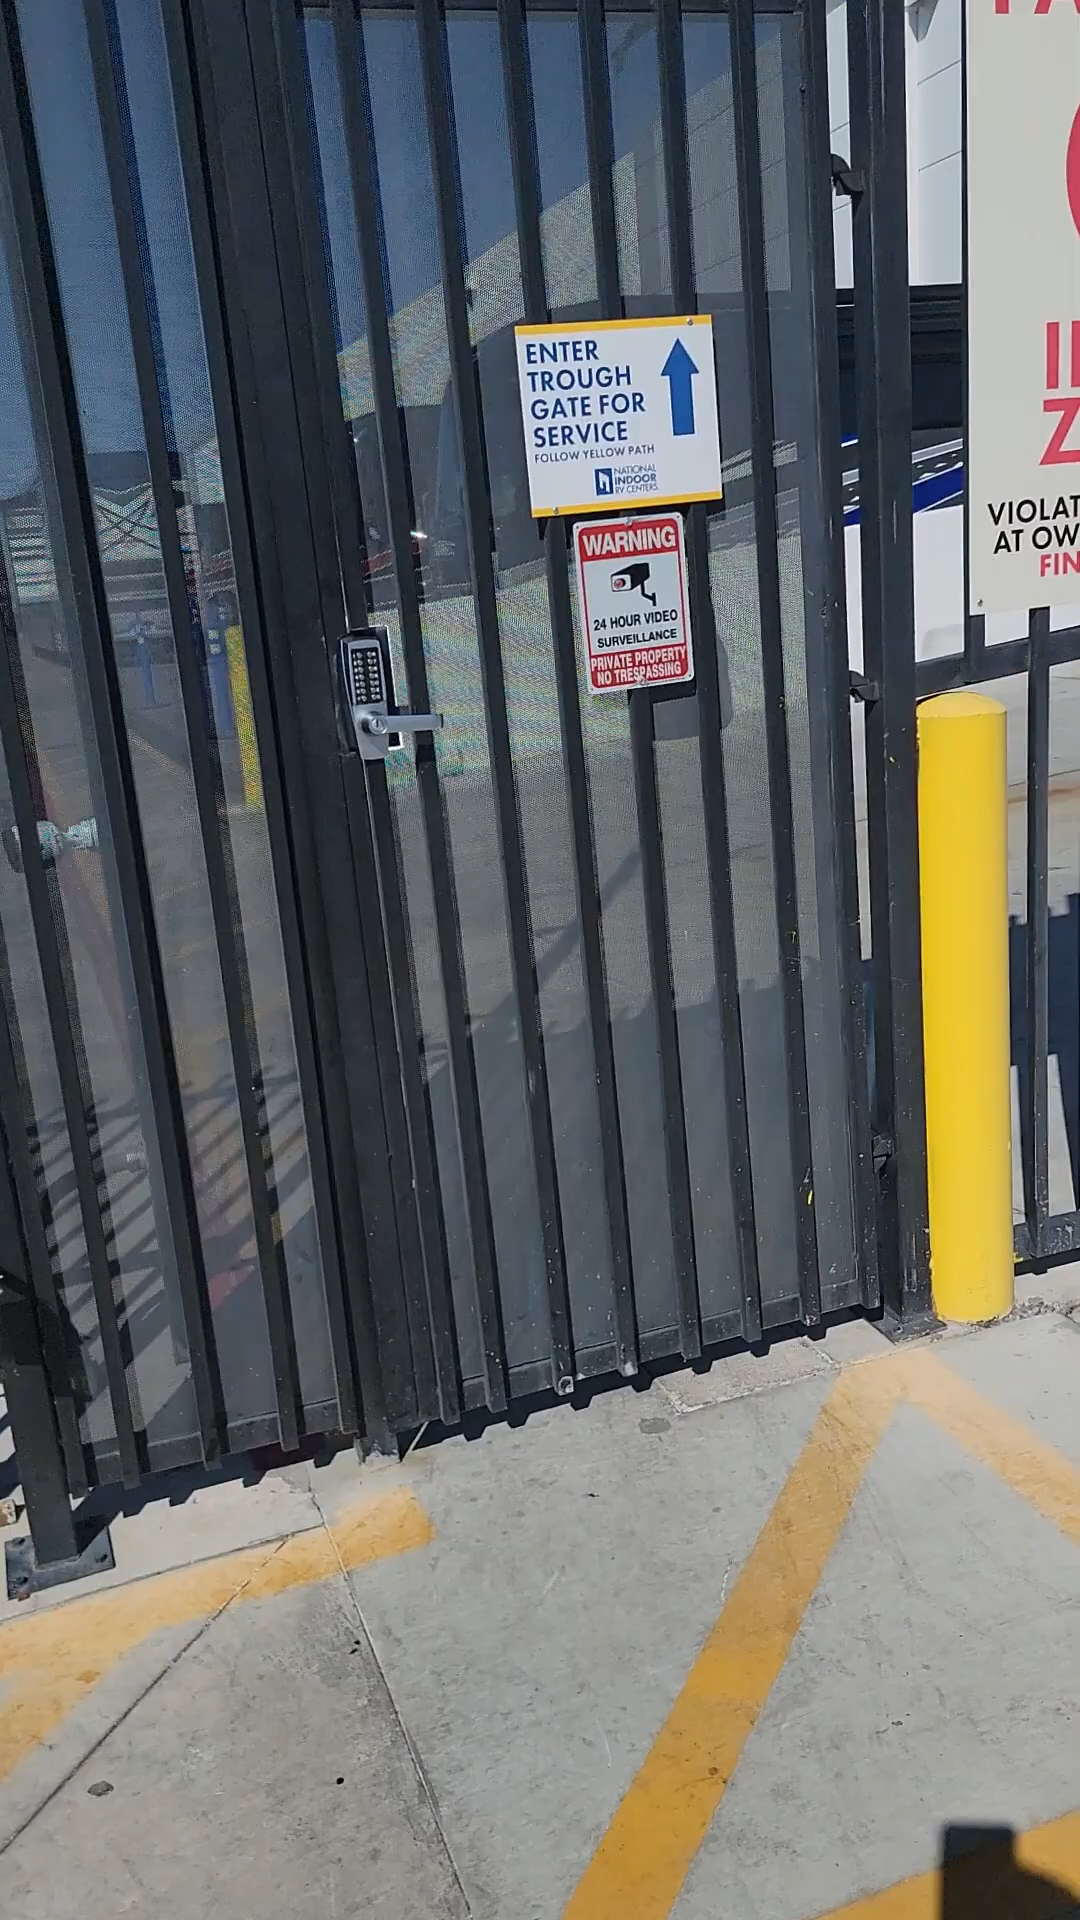 ENTER
TROUGH
GATE FOR
SERVICE
FOLLOW YELLOW PATH
NATIONAL
INDOOR
RV CENTERS
WARNING
24 HOUR VIDEO
SURVEILLANCE
PRIVATE PROPERTY
NO TRESPASSING
AT OW
FIN